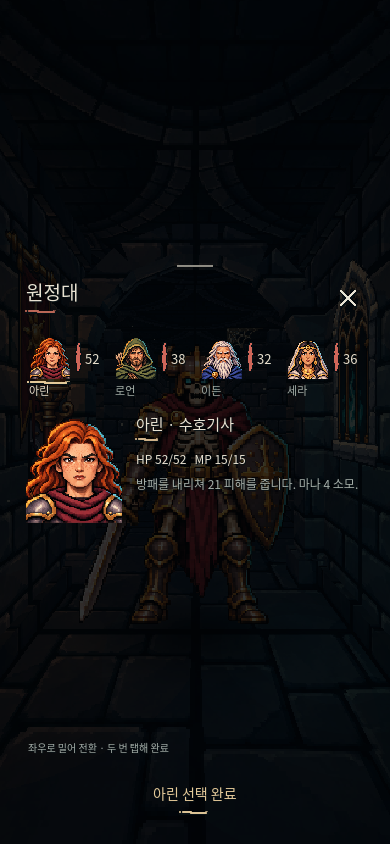 원정대
52
38
32
36
아린
로언
이든
세라
아린 · 수호기사
HP 52/52 MP 15/15
방패를 내리쳐 21 피해를 줍니다. 마나 4 소모.
좌우로 밀어 전환 · 두 번 탭해 완료
아린 선택 완료